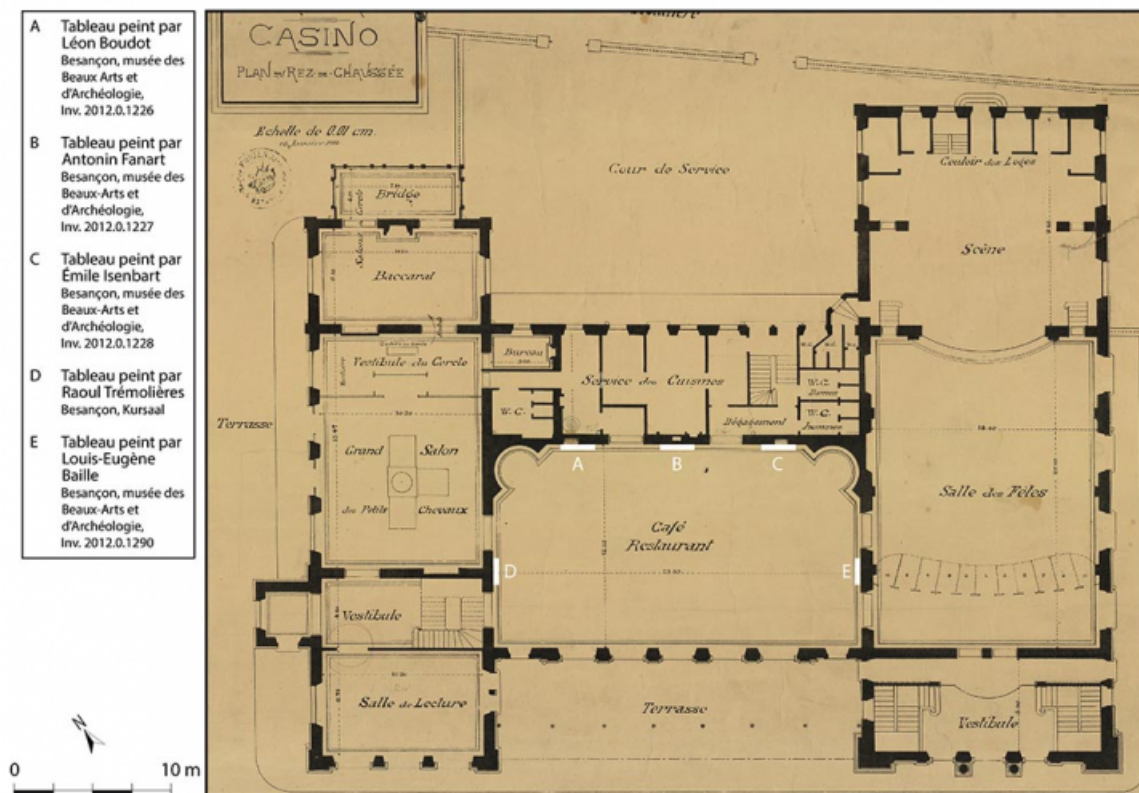 A Tableau peint par
Léon Boudot
Besançon, musée des
Beaux Arts et
d'Archéologie,
Inv. 2012.0.1226
B Tableau peint par
Antonin Fanart
Besançon, musée des
Beaux-Arts et
d'Archéologie,
Inv. 2012.0.1227
C Tableau peint par
Émile Isenbart
Besançon, musée des
Beaux-Arts et
d'Archéologie,
Inv. 2012.0.1228
D Tableau peint par
Raoul Trémolières
Besançon, Kursaal
E Tableau peint par
Louis-Eugène
Baille
Besançon, musée des
Beaux-Arts et
d'Archéologie,
Inv. 2012.0.1290
N
0 10 m
CASINO
PLAN DU REZ-DE-CHAUSSÉE
Echelle de 0.01 cm.
Cour de Service
Couloir des Loges
Bridge
Salons Cercle
Scène
Baccarat
Vestibule du Cercle
Bureau
Service des Cuisines
W.C.
W.C.
Dames
W.C.
hommes
Dégagement
Terrasse
Grand Salon
des Petits Chevaux
A B C
Salle des Fêtes
Café
Restaurant
D E
Vestibule
Salle de Lecture
Terrasse
Vestibule